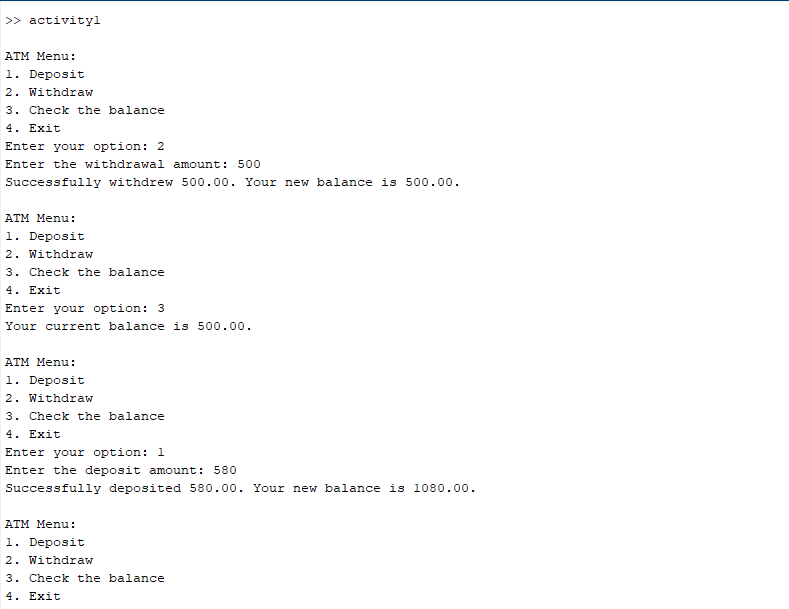 >> activity1
ATM Menu:
1. Deposit
2. Withdraw
3. Check the balance
4. Exit
Enter your option: 2
Enter the withdrawal amount: 500
Successfully withdrew 500.00. Your new balance is 500.00.
ATM Menu:
1. Deposit
2. Withdraw
3. Check the balance
4. Exit
Enter your option: 3
Your current balance is 500.00.
ATM Menu:
1. Deposit
2. Withdraw
3. Check the balance
4. Exit
Enter your option: 1
Enter the deposit amount: 580
Successfully deposited 580.00. Your new balance is 1080.00.
ATM Menu:
1. Deposit
2. Withdraw
3. Check the balance
4. Exit